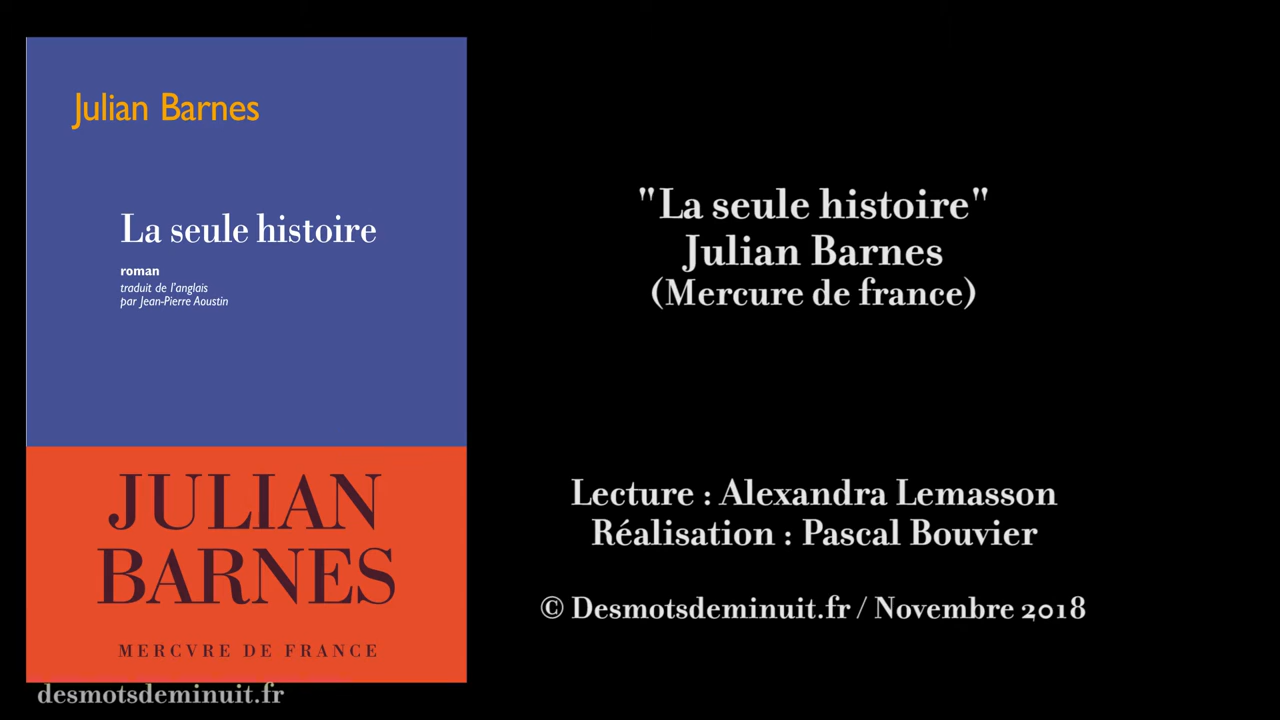 Julian Barnes
La seule histoire
roman
traduit de l'anglais
par Jean-Pierre Aoustin
JULIAN
BARNES
MERCVRE DE FRANCE
desmotsdeminuit.fr
"La seule histoire"
Julian Barnes
(Mercure de france)
Lecture : Alexandra Lemasson
Réalisation : Pascal Bouvier
© Desmotsdeminuit.fr / Novembre 2018